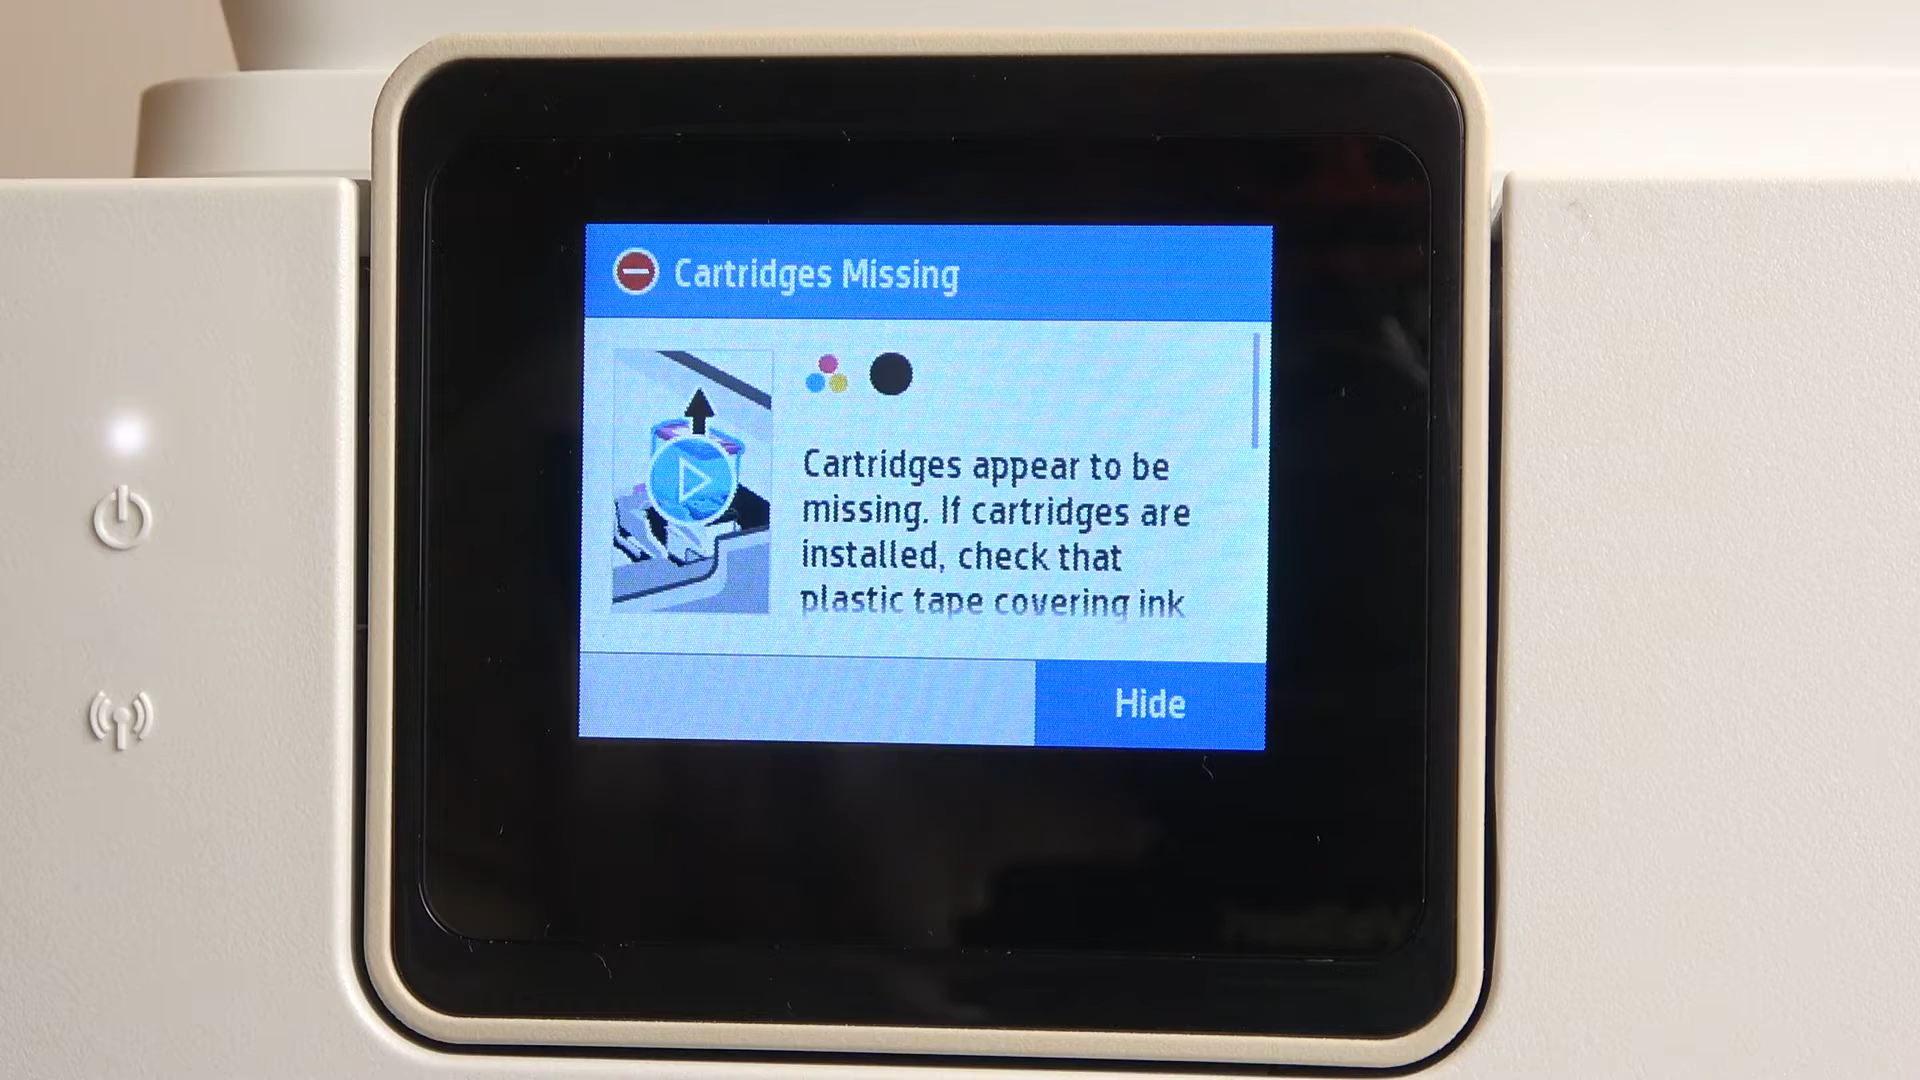 Cartridges Missing
Cartridges appear to be
missing. If cartridges are
installed, check that
plastic tape covering ink
Hide